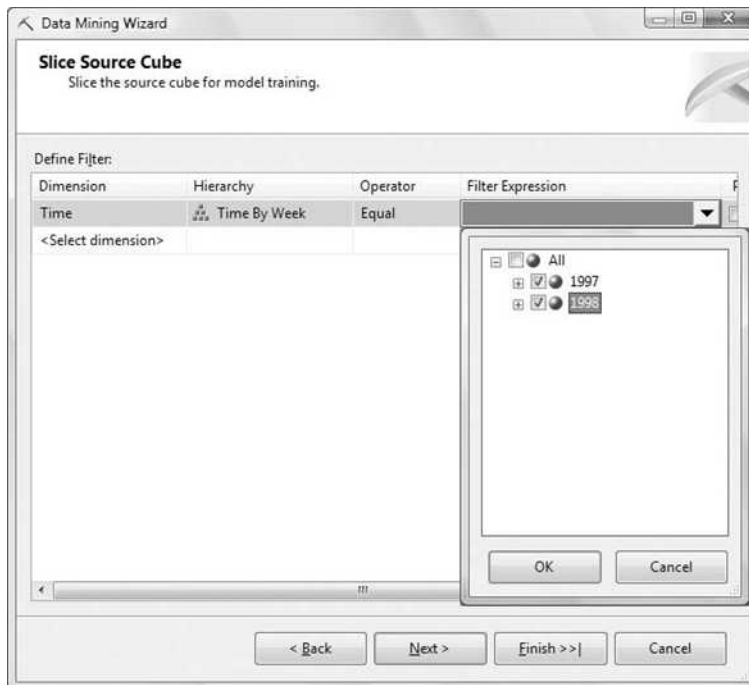 Data Mining Wizard
Slice Source Cube
Slice the source cube for model training.
Define Filter:
Dimension Hierarchy Operator Filter Expression
Time Time By Week Equal
<Select dimension>
All
1997
1998
OK Cancel
< Back Next > Finish >>| Cancel